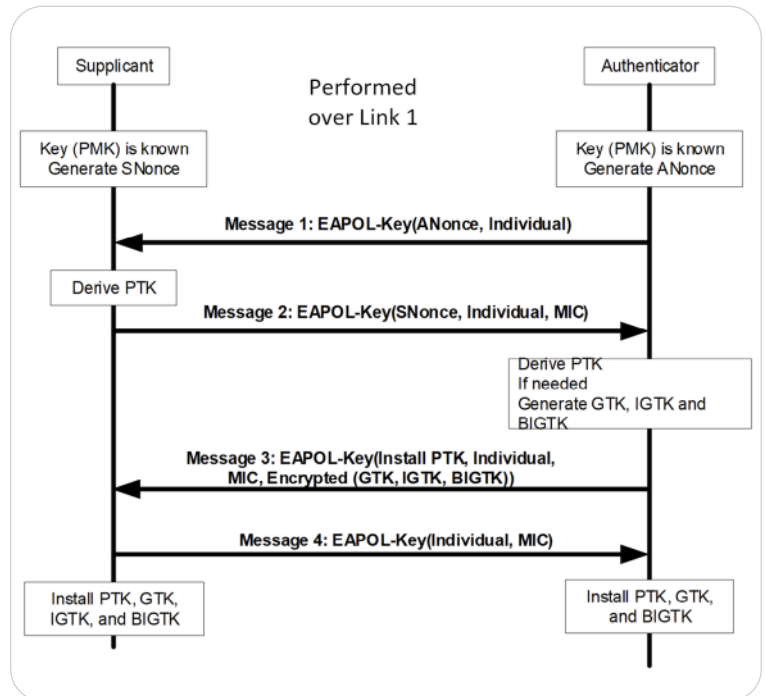 Supplicant
Authenticator
Performed
over Link 1
Key (PMK) is known
Generate SNonce
Key (PMK) is known
Generate ANonce
Message 1: EAPOL-Key(ANonce, Individual)
Derive PTK
Message 2: EAPOL-Key(SNonce, Individual, MIC)
Derive PTK
If needed
Generate GTK, IGTK and
BIGTK
Message 3: EAPOL-Key(Install PTK, Individual,
MIC, Encrypted (GTK, IGTK, BIGTK))
Message 4: EAPOL-Key(Individual, MIC)
Install PTK, GTK,
IGTK, and BIGTK
Install PTK, GTK,
and BIGTK